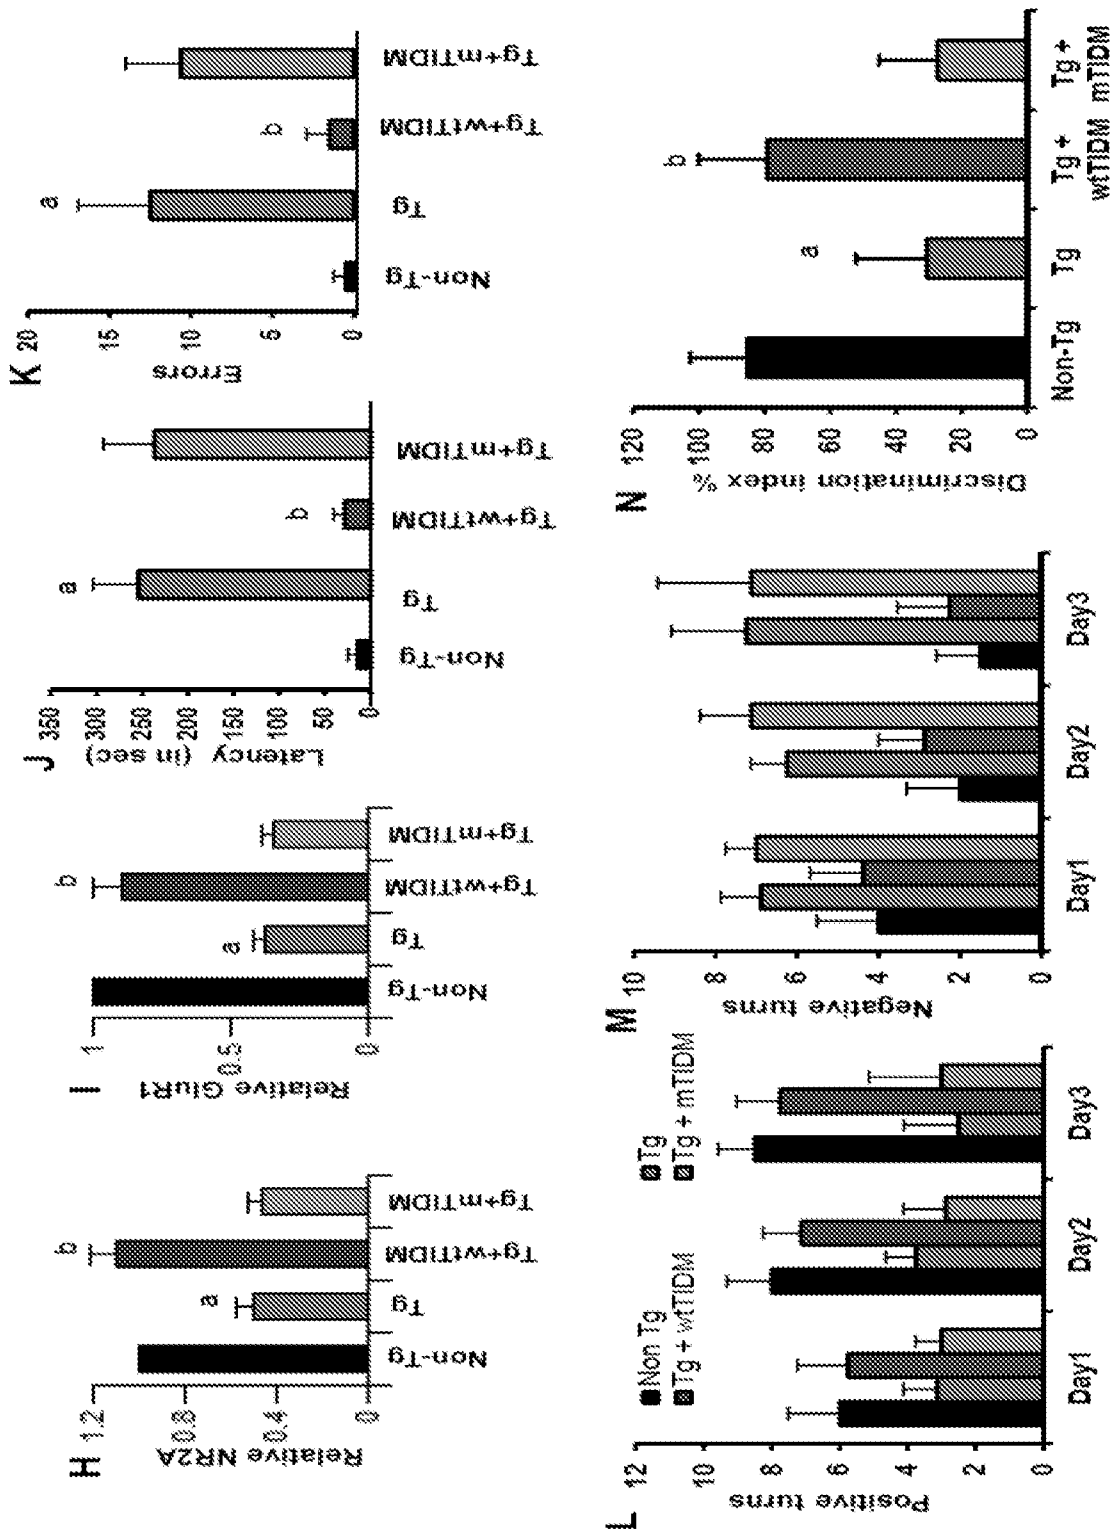 H
Relative NR2A
1.2
0.8
0.4
0
a
b
Non-Tg
Tg
Tg+wtTIDM
Tg+mTIDM
I
Relative GluR1
1
0.5
0
a
b
Non-Tg
Tg
Tg+wtTIDM
Tg+mTIDM
J
Latency (in sec)
350
300
250
200
150
100
50
0
a
b
Non-Tg
Tg
Tg+wtTIDM
Tg+mTIDM
K
Errors
20
15
10
5
0
a
b
Non-Tg
Tg
Tg+wtTIDM
Tg+mTIDM
L
Positive turns
12
10
8
6
4
2
0
Non Tg
Tg
Tg + wtTIDM
Tg + mTIDM
Day1
Day2
Day3
M
Negative turns
10
8
6
4
2
0
Day1
Day2
Day3
N
Discrimination index %
120
100
80
60
40
20
0
a
b
Non-Tg
Tg
Tg +
wtTIDM
Tg +
mTIDM